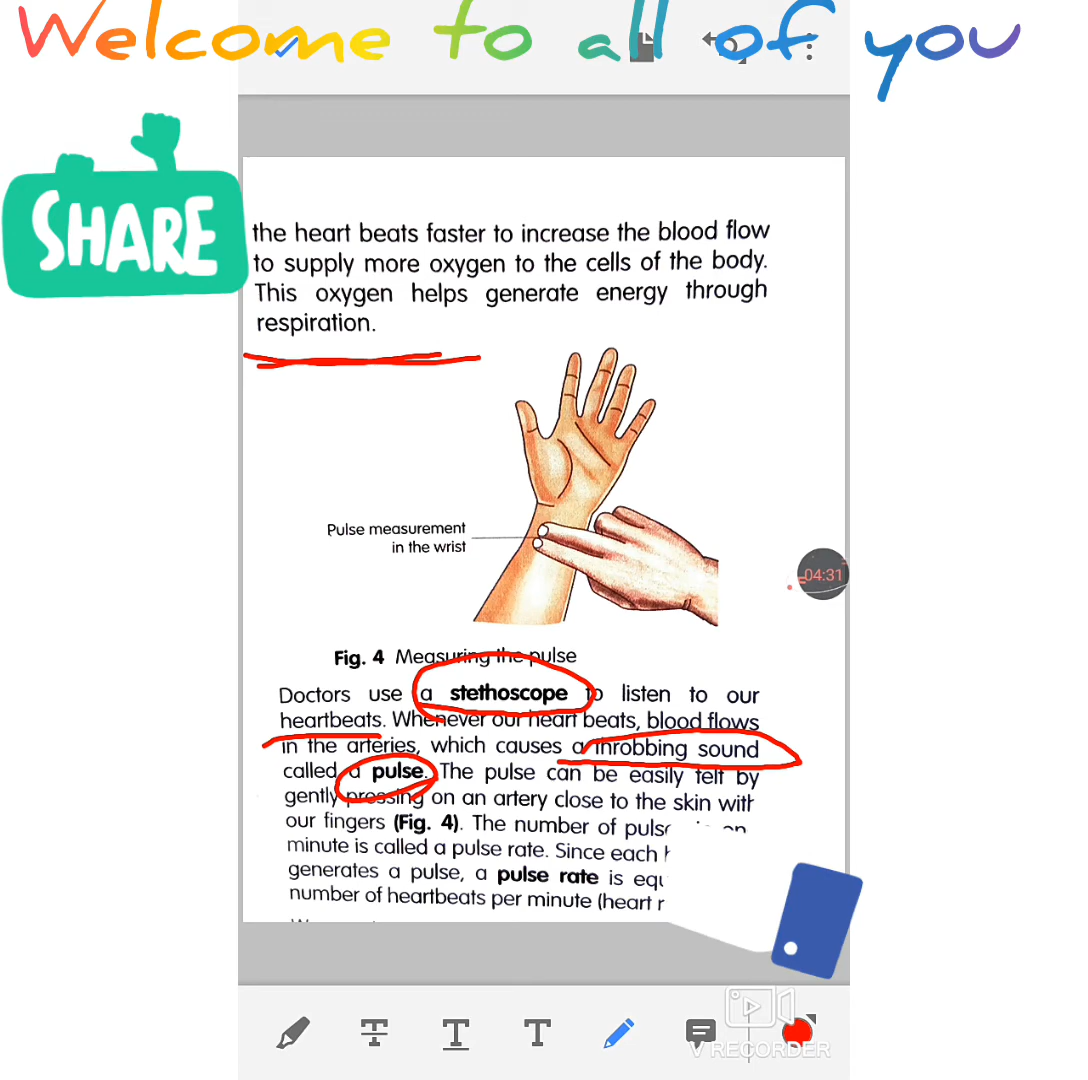 Welcome to all of you
SHARE
the heart beats faster to increase the blood flow
to supply more oxygen to the cells of the body.
This oxygen helps generate energy through
respiration.
Pulse measurement
in the wrist
04:31
Fig. 4 Measuring the pulse
Doctors use a stethoscope to listen to our
heartbeats. Whenever our heart beats, blood flows
in the arteries, which causes a throbbing sound
called a pulse. The pulse can be easily felt by
gently pressing on an artery close to the skin with
our fingers (Fig. 4). The number of
minute is called a pulse rate. Since each
generates a pulse, a pulse rate is
number of heartbeats per minute (heart
T T T
V RECORDER